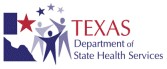 TEXAS
Department of
State Health Services